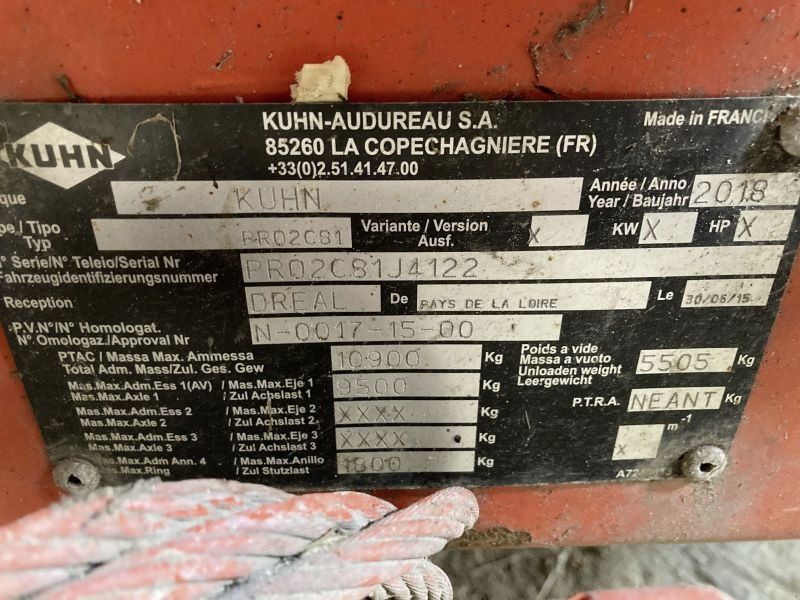 KUHN
KUHN-AUDUREAU S.A.
85260 LA COPECHAGNIERE (FR)
+33(0)2.51.41.47.00
Made in FRANC
que KUHN Année / Anno 2018
Year / Baujahr
pe / Tipo PRO2C81 Variante / Version X KW X HP X
Typ Ausf.
° Serie/N° Teleio/Serial Nr PRO2C81J4122
Fahrzeugidentifizierungsnummer
Reception DREAL De PAYS DE LA LOIRE Le 30/06/15
P.V.N°/N° Homologat. N-0017-15-00
N° Omologaz./Approval Nr
PTAC / Massa Max. Ammessa 10900 Kg
Total Adm. Mass/Zul. Ges. Gew
Poids a vide
Massa a vuoto 5505 Kg
Unloaden weight
Leergewicht
Mas.Max.Adm.Ess 1(AV) / Mas.Max.Eje 1 9500 Kg
Mas.Max.Axle 1 / Zul Achslast 1
P.T.R.A. NEANT Kg
Mas.Max.Adm.Ess 2 / Mas.Max.Eje 2 XXXX Kg
Mas.Max.Axle 2 / Zul Achslast 2
X m-1
Mas.Max.Adm.Ess 3 / Mas.Max.Eje 3 XXXX Kg
Mas.Max.Axle 3 / Zul Achslast 3
as.Max.Adm Ann. 4 / Mas.Max.Anillo 1800 Kg
s.Max.Ring / Zul Stutzlast